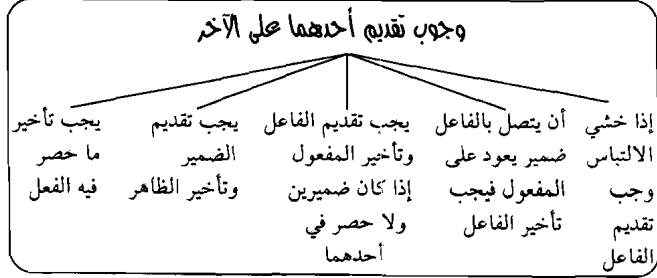 وجوب تقديم أحدهما على الآخر
إذا خشي
الالتباس
وجب
تقديم
الفاعل
أن يتصل بالفاعل
ضمير يعود على
المفعول فيجب
تأخير الفاعل
يجب تقديم الفاعل
وتأخير المفعول
إذا كان ضميرين
ولا حصر في
أحدهما
يجب تقديم
الضمير
وتأخير الظاهر
يجب تأخير
ما حصر
فيه الفعل